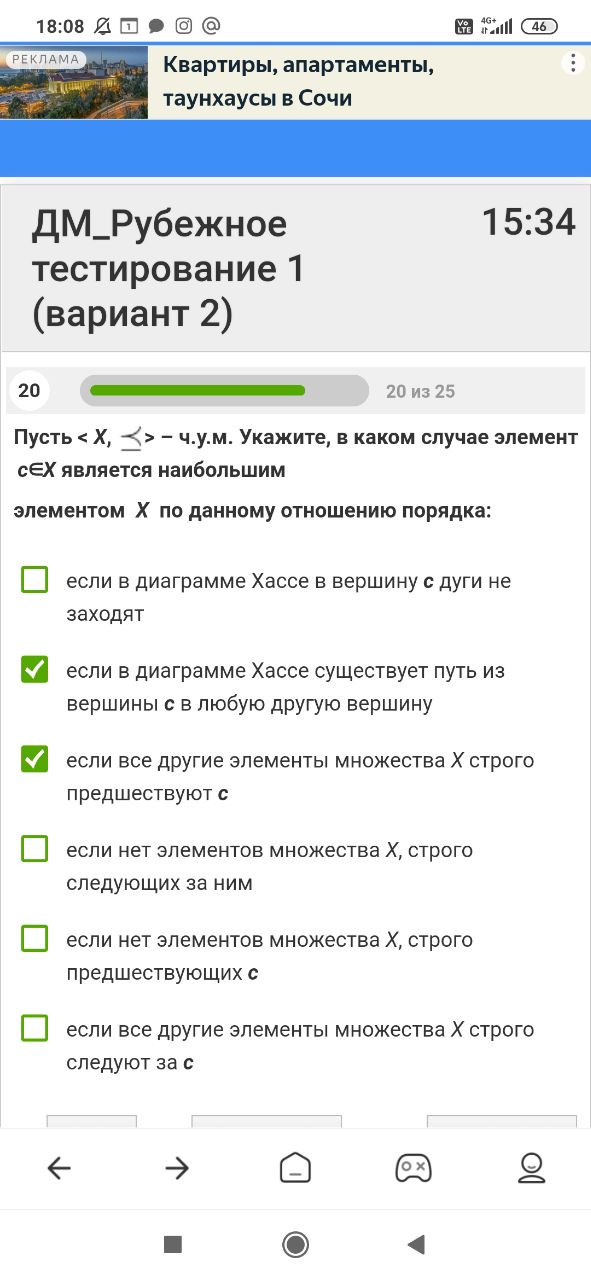 18:08
1
Vo LTE
4G+
46
РЕКЛАМА
Квартиры, апартаменты,
таунхаусы в Сочи
ДМ_Рубежное
тестирование 1
(вариант 2)
15:34
20
20 из 25
Пусть < X, ⪯> – ч.у.м. Укажите, в каком случае элемент
c∈X является наибольшим
элементом X по данному отношению порядка:
если в диаграмме Хассе в вершину c дуги не
заходят
если в диаграмме Хассе существует путь из
вершины c в любую другую вершину
если все другие элементы множества X строго
предшествуют c
если нет элементов множества X, строго
следующих за ним
если нет элементов множества X, строго
предшествующих c
если все другие элементы множества X строго
следуют за c